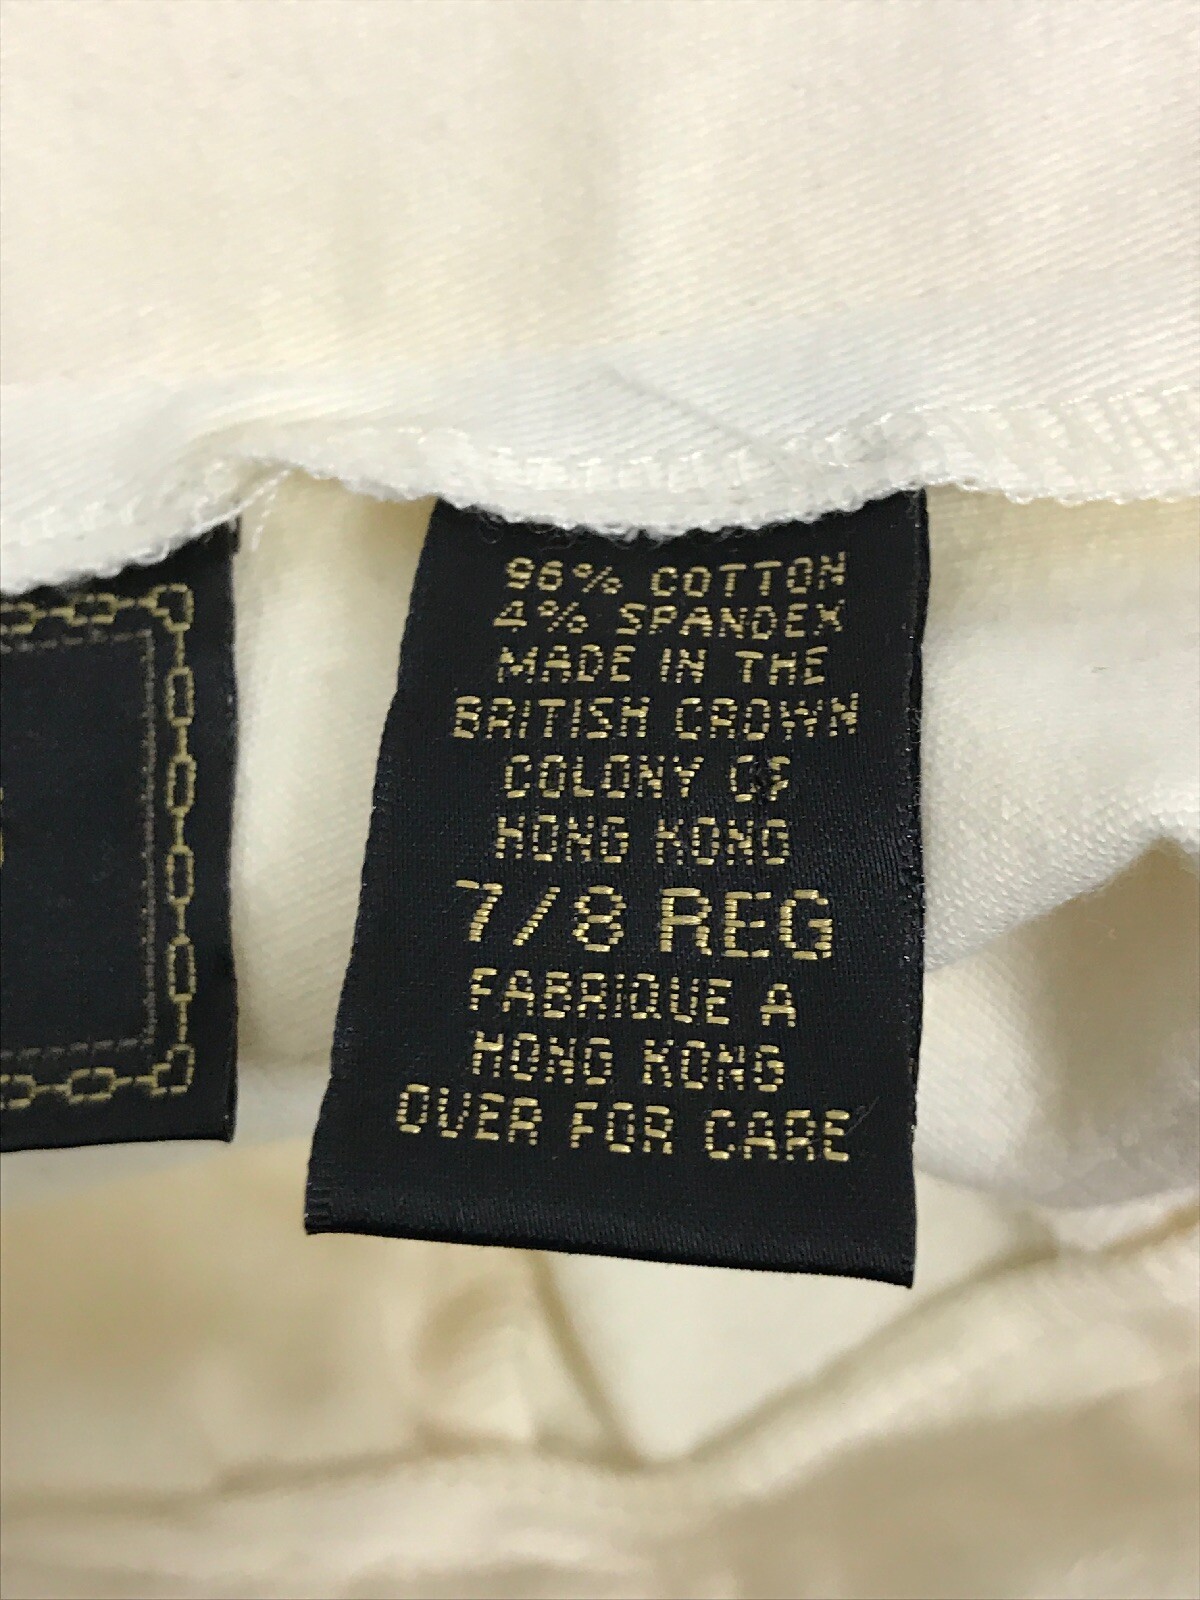 96% COTTON
4% SPANDEX
MADE IN THE
BRITISH CROWN
COLONY OF
HONG KONG
7/8 REG
FABRIQUE A
HONG KONG
OVER FOR CARE